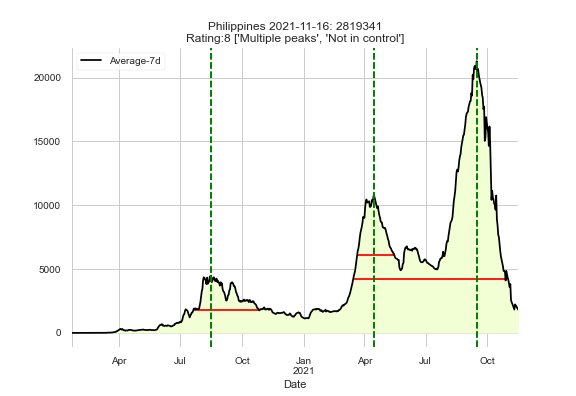 Philippines 2021-11-16: 2819341
Rating:8 ['Multiple peaks', 'Not in control']
Average-7d
20000
15000
10000
5000
0
Apr Jul Oct Jan Apr Jul Oct
2021
Date